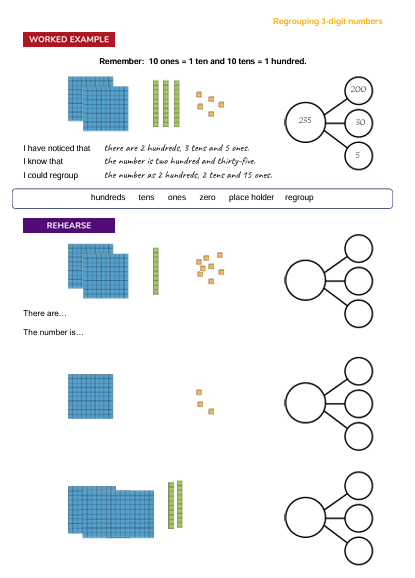 Regrouping 3-digit numbers
WORKED EXAMPLE
Remember: 10 ones = 1 ten and 10 tens = 1 hundred.
200
235
30
5
I have noticed that there are 2 hundreds, 3 tens and 5 ones.
I know that the number is two hundred and thirty-five.
I could regroup the number as 2 hundreds, 2 tens and 15 ones.
hundreds tens ones zero place holder regroup
REHEARSE
There are…
The number is…